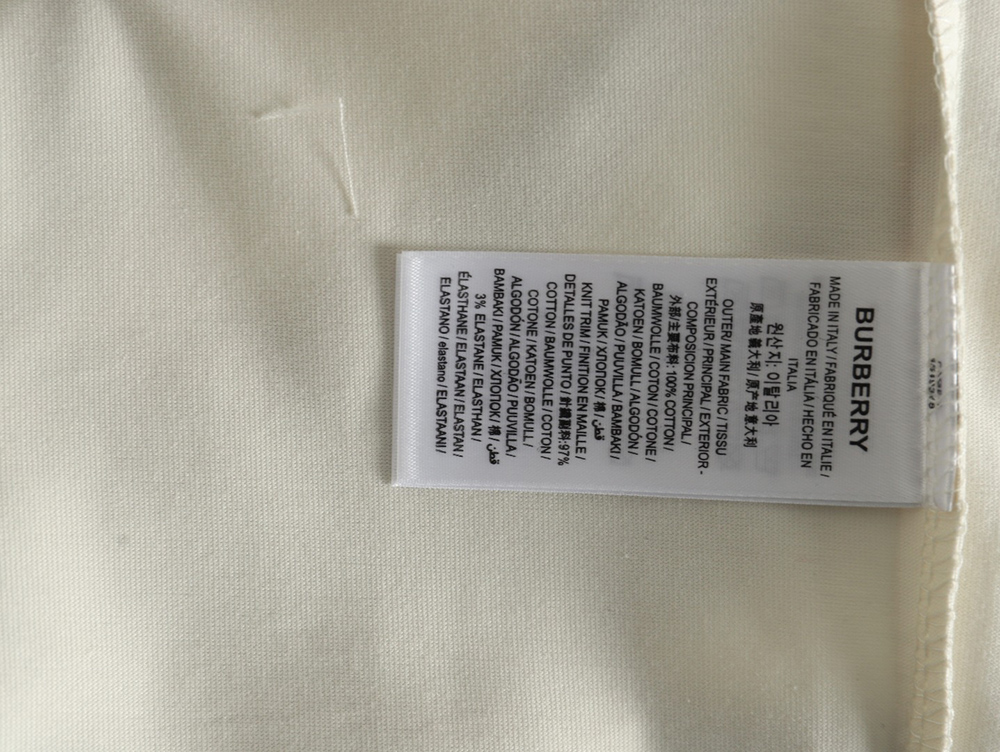 BURBERRY
MADE IN ITALY / FABRIQUÉ EN ITALIE /
FABRICADO EN ITÁLIA / HECHO EN
ITALIA
원산지: 이탈리아
原產地義大利 / 原产地意大利
OUTER/ MAIN FABRIC / TISSU
EXTÉRIEUR / PRINCIPAL / EXTERIOR -
COMPOSICION PRINCIPAL /
外部/主要布料: 100% COTTON /
BAUMWOLLE / COTON / COTONE /
KATOEN / BOMULL / ALGODÓN /
ALGODÃO / PUUVILLA / BAMBAKI /
PAMUK / ХЛОПОК / 棉 / قطن
KNIT TRIM / FINITION EN MAILLE /
DETALLES DE PUNTO / 針織副料:97%
COTTON / BAUMWOLLE / COTON /
COTONE / KATOEN / BOMULL /
ALGODÓN / ALGODÃO / PUUVILLA /
BAMBAKI / PAMUK / ХЛОПОК / 棉 / قطن
3% ELASTANE / ELASTHAN /
ÉLASTHANE / ELASTAAN / ELASTAN /
ELASTANO / elastano / ELASTAANI /